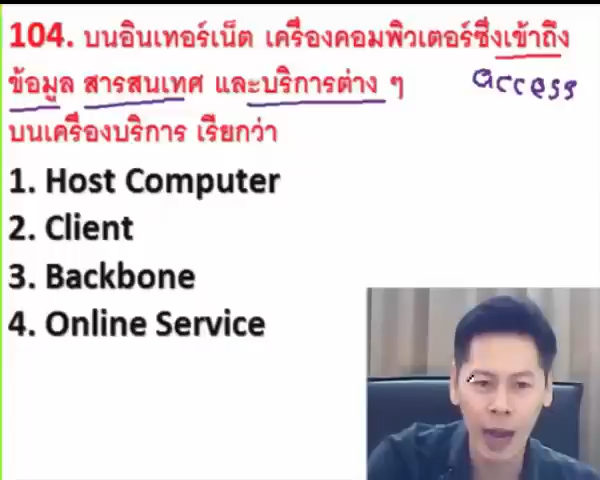 104. บนอินเทอร์เน็ต เครื่องคอมพิวเตอร์ซึ่งเข้าถึง
ข้อมูล สารสนเทศ และบริการต่าง ๆ access
บนเครื่องบริการ เรียกว่า
1. Host Computer
2. Client
3. Backbone
4. Online Service